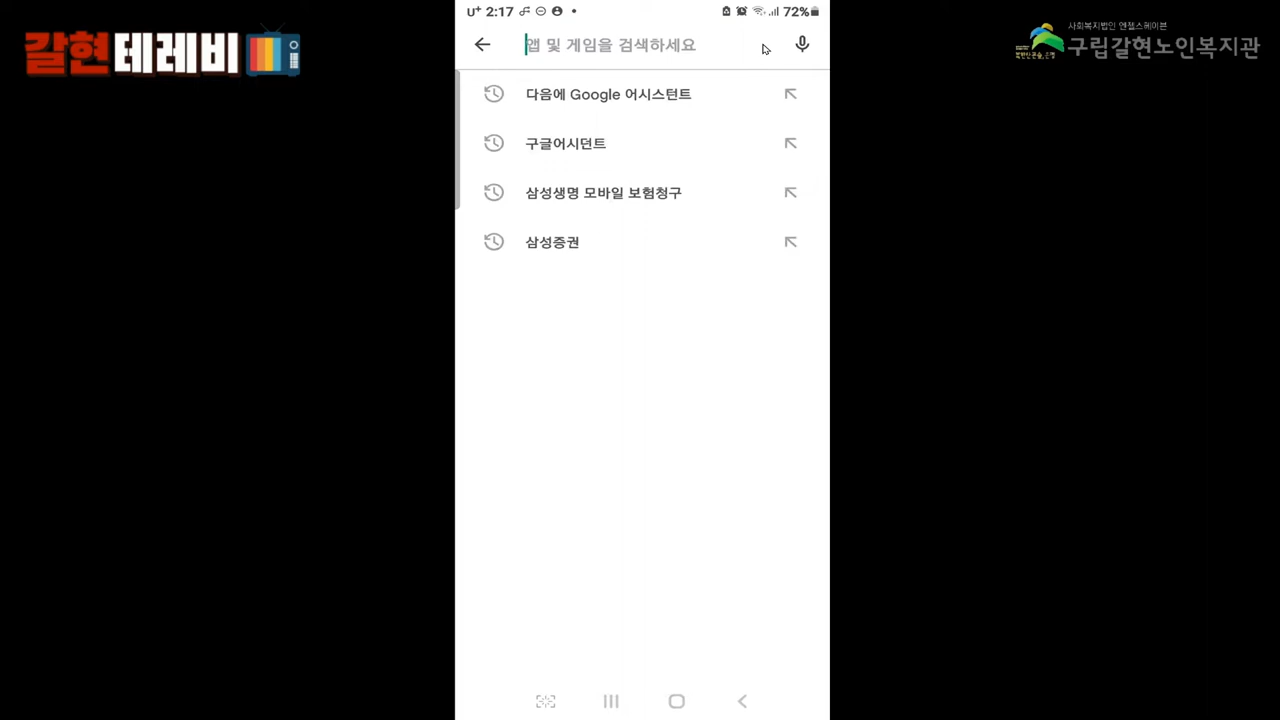 갈현테레비
U+ 2:17
72%
사회복지법인 엔젤스헤이븐
구립갈현노인복지관
앱 및 게임을 검색하세요
다음에 Google 어시스턴트
구글어시던트
삼성생명 모바일 보험청구
삼성증권